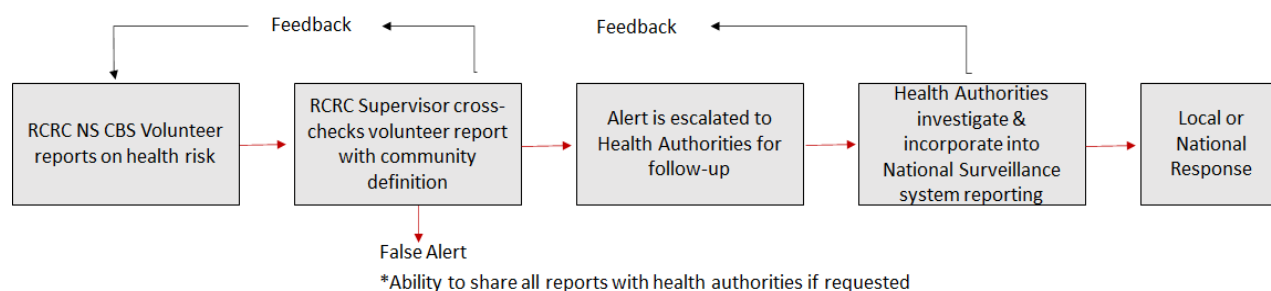 Feedback
Feedback
RCRC NS CBS Volunteer
reports on health risk
RCRC Supervisor cross-
checks volunteer report
with community
definition
Alert is escalated to
Health Authorities for
follow-up
Health Authorities
investigate &
incorporate into
National Surveillance
system reporting
Local or
National
Response
False Alert
*Ability to share all reports with health authorities if requested